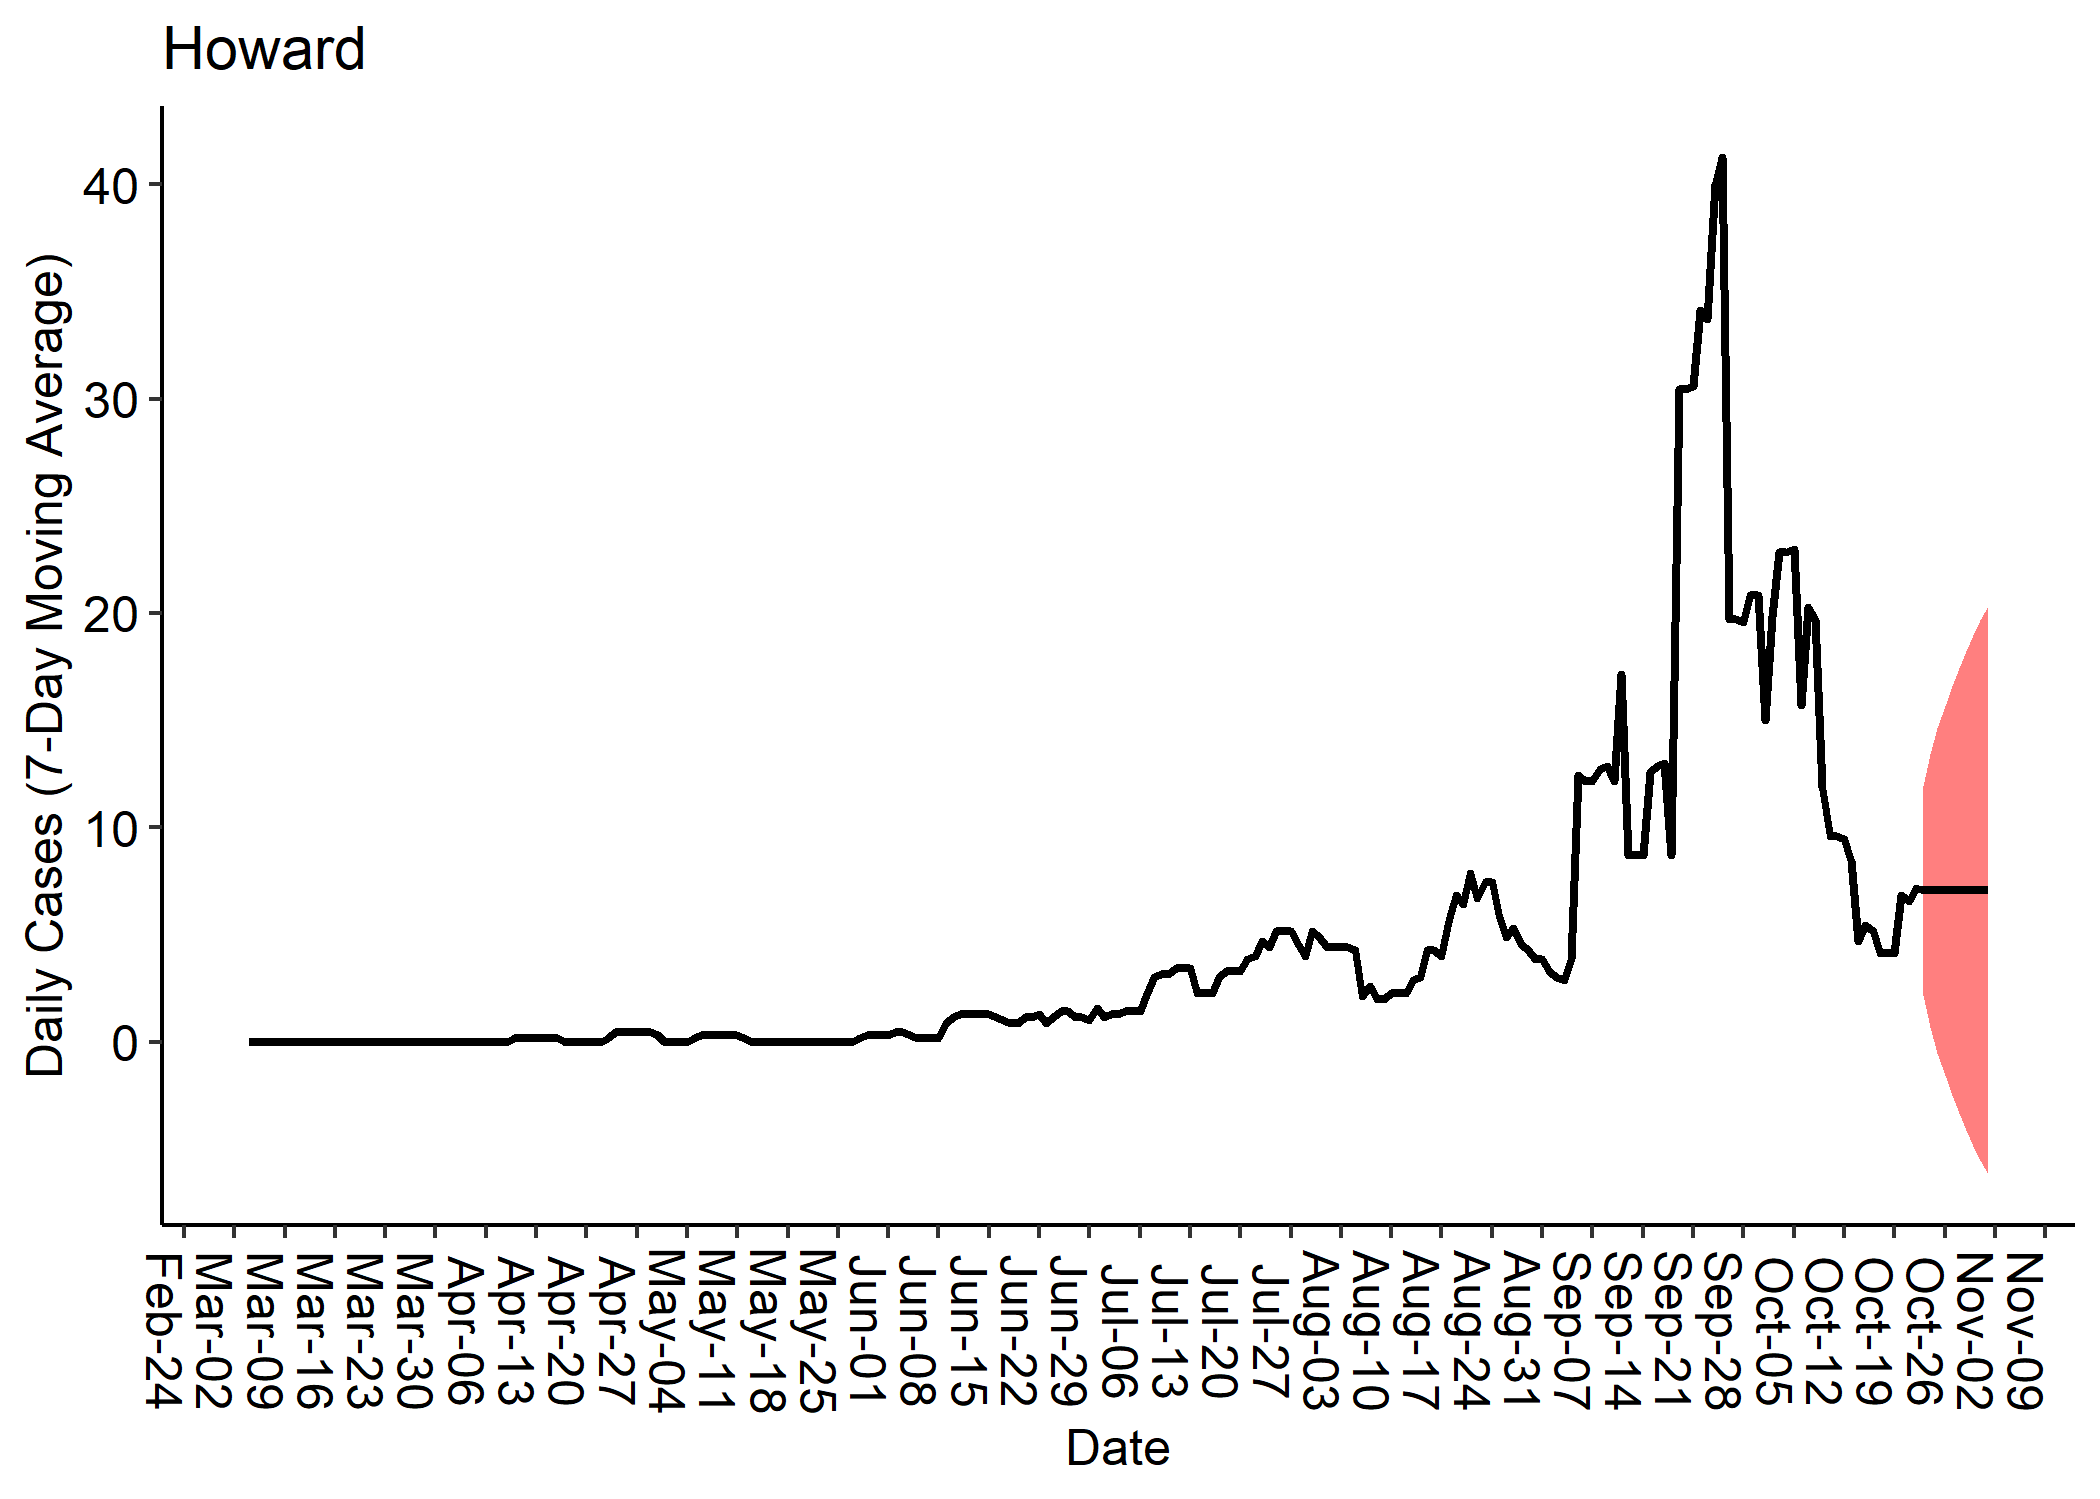 Howard
Daily Cases (7-Day Moving Average)
40
30
20
10
0
Feb-24
Mar-02
Mar-09
Mar-16
Mar-23
Mar-30
Apr-06
Apr-13
Apr-20
Apr-27
May-04
May-11
May-18
May-25
Jun-01
Jun-08
Jun-15
Jun-22
Jun-29
Jul-06
Jul-13
Jul-20
Jul-27
Aug-03
Aug-10
Aug-17
Aug-24
Aug-31
Sep-07
Sep-14
Sep-21
Sep-28
Oct-05
Oct-12
Oct-19
Oct-26
Nov-02
Nov-09
Date